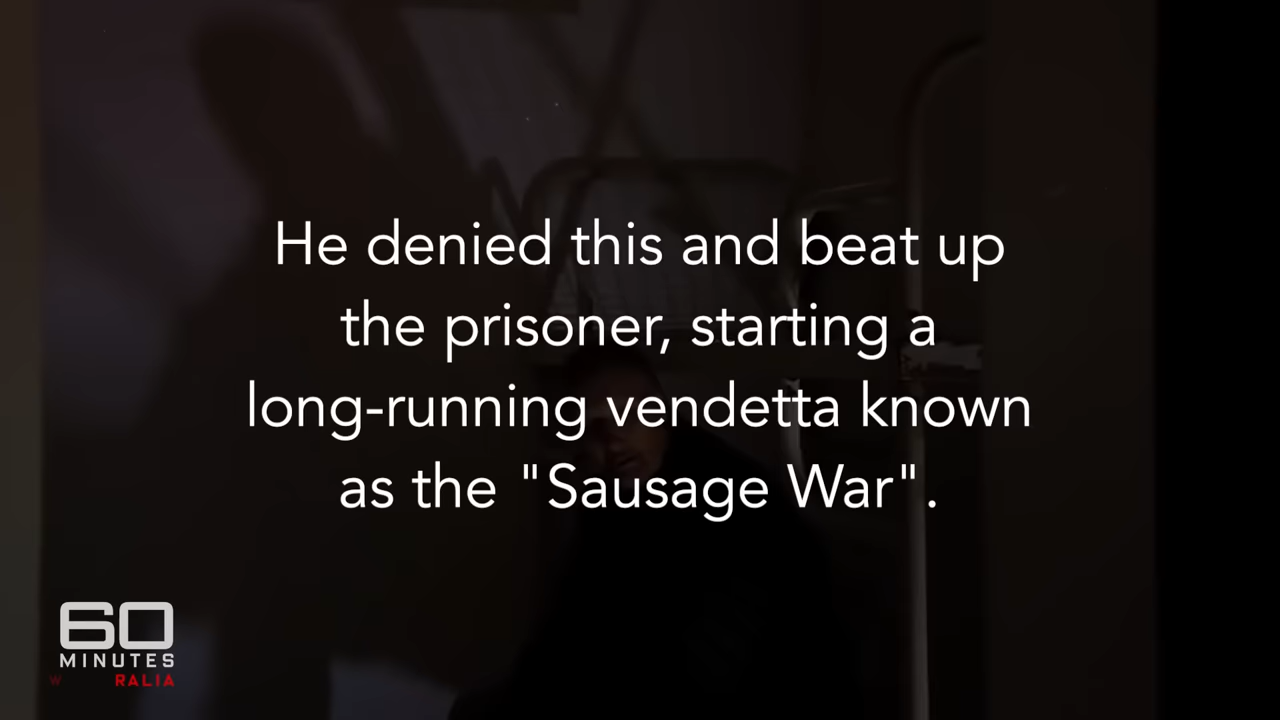 He denied this and beat up
the prisoner, starting a
long-running vendetta known
as the "Sausage War".
60
MINUTES
W RALIA